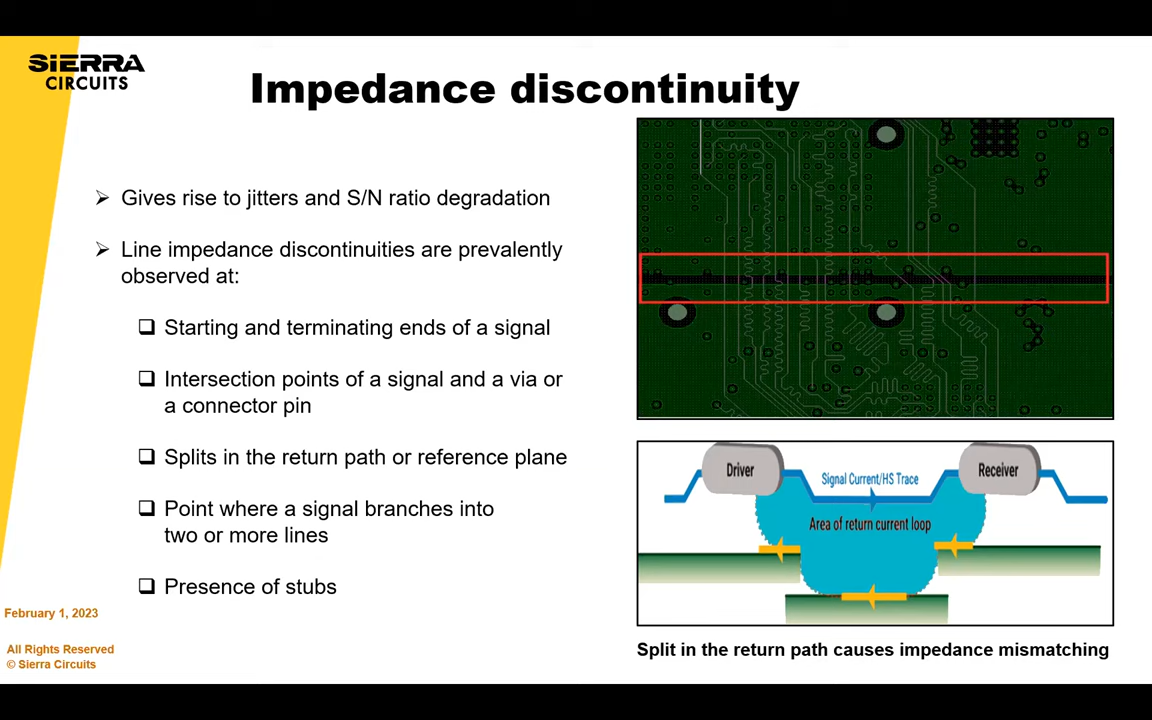 SIERRA
CIRCUITS
Impedance discontinuity
➢ Gives rise to jitters and S/N ratio degradation
➢ Line impedance discontinuities are prevalently
observed at:
❑ Starting and terminating ends of a signal
❑ Intersection points of a signal and a via or
a connector pin
❑ Splits in the return path or reference plane
❑ Point where a signal branches into
two or more lines
❑ Presence of stubs
Driver
Signal Current/HS Trace
Receiver
Area of return current loop
Split in the return path causes impedance mismatching
February 1, 2023
All Rights Reserved
© Sierra Circuits